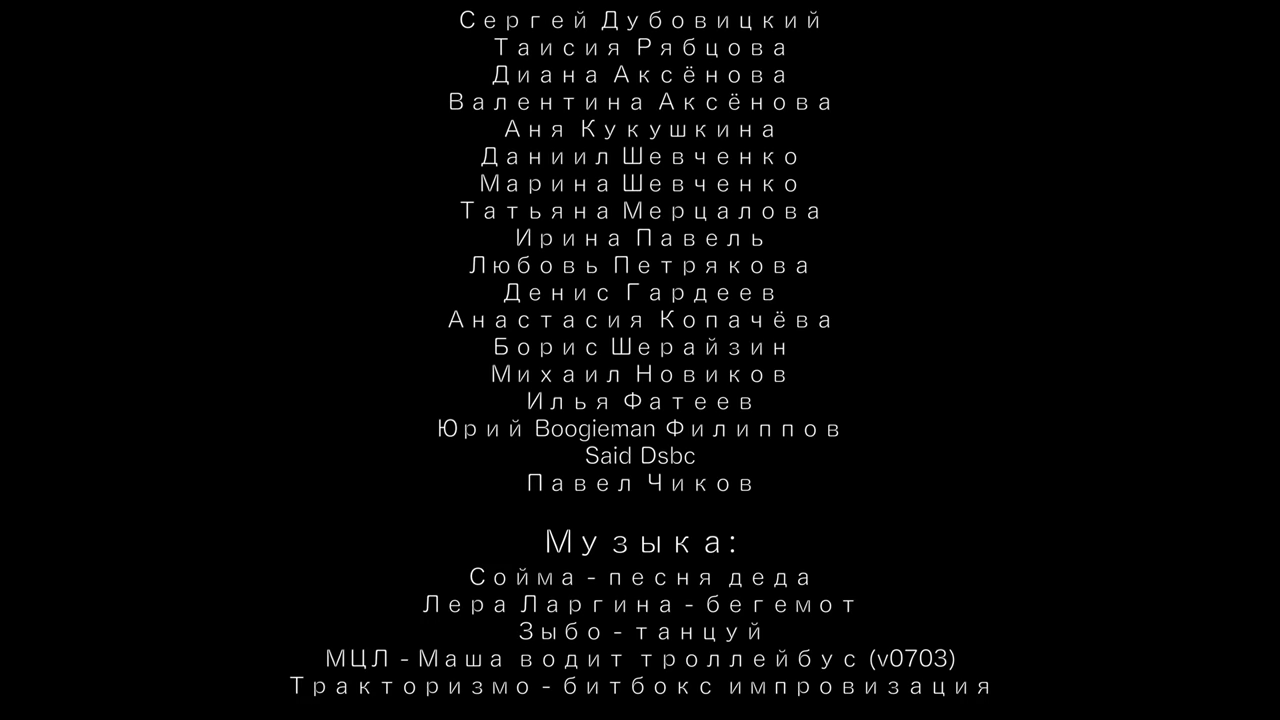 Сергей Дубовицкий
Таисия Рябцова
Диана Аксёнова
Валентина Аксёнова
Аня Кукушкина
Даниил Шевченко
Марина Шевченко
Татьяна Мерцалова
Ирина Павель
Любовь Петрякова
Денис Гардеев
Анастасия Копачёва
Борис Шерайзин
Михаил Новиков
Илья Фатеев
Юрий Boogieman Филиппов
Said Dsbc
Павел Чиков
Музыка:
Сойма - песня деда
Лера Ларгина - бегемот
Зыбо - танцуй
МЦЛ - Маша водит троллейбус (v0703)
Тракторизмо - битбокс импровизация